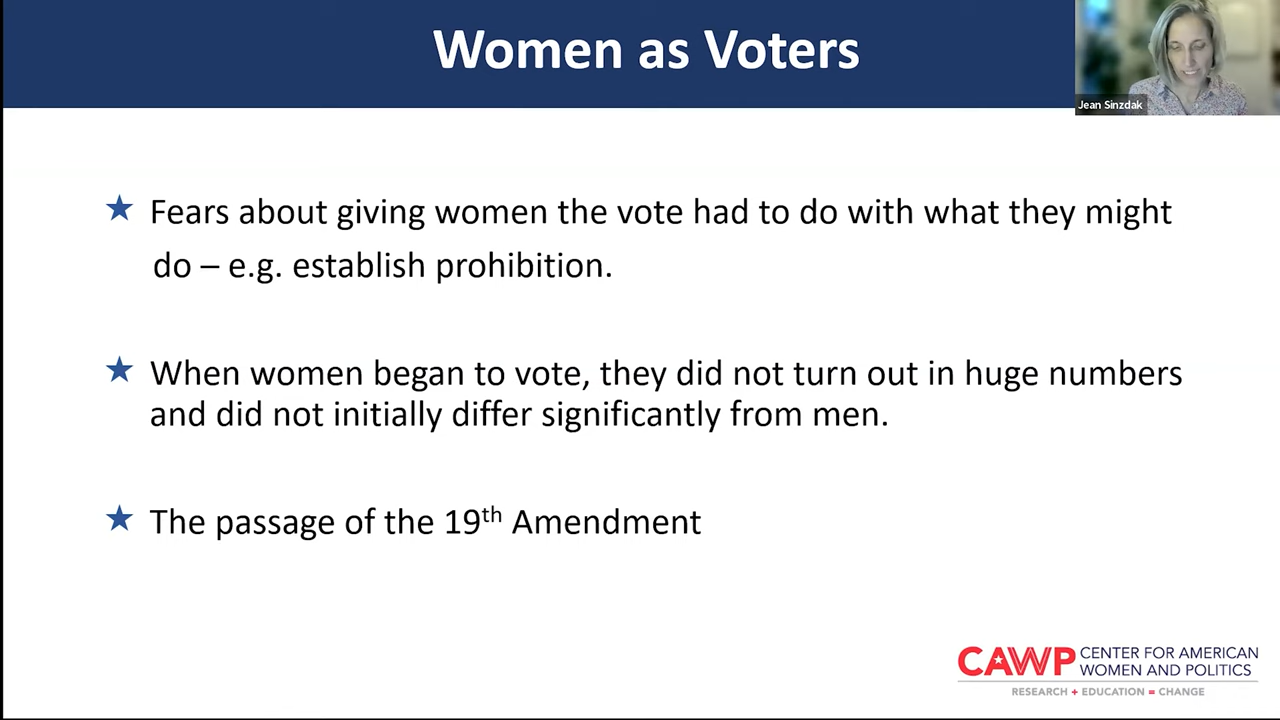 Women as Voters
Jean Sinzdak
★ Fears about giving women the vote had to do with what they might
do – e.g. establish prohibition.
★ When women began to vote, they did not turn out in huge numbers
and did not initially differ significantly from men.
★ The passage of the 19th Amendment
CAWP CENTER FOR AMERICAN
WOMEN AND POLITICS
RESEARCH + EDUCATION = CHANGE